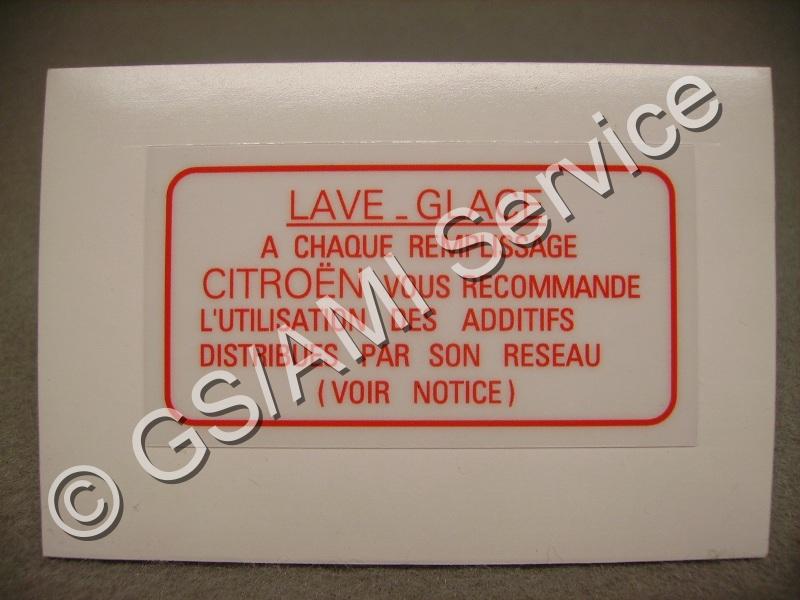 LAVE - GLACE
A CHAQUE REMPLISSAGE
CITROËN VOUS RECOMMANDE
L'UTILISATION DES ADDITIFS
DISTRIBUES PAR SON RESEAU
(VOIR NOTICE)
© GS/AMI Service